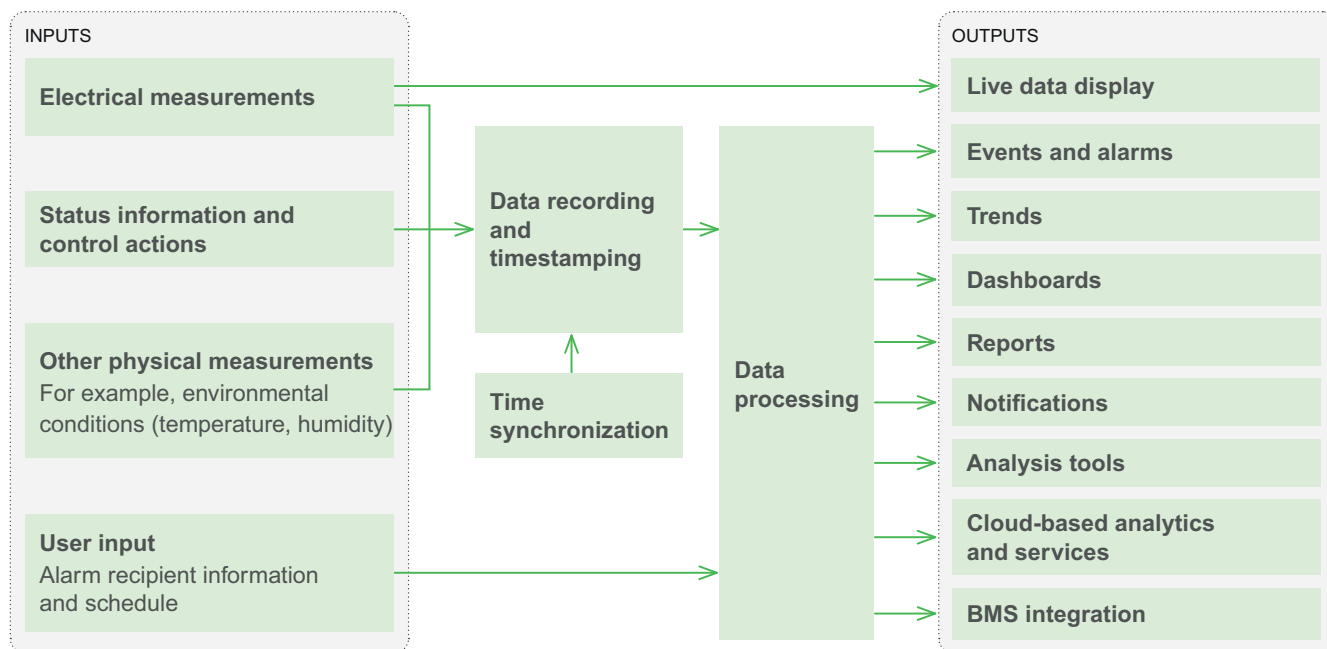 INPUTS
Electrical measurements
Status information and
control actions
Other physical measurements
For example, environmental
conditions (temperature, humidity)
User input
Alarm recipient information
and schedule
Data recording
and
timestamping
Time
synchronization
Data
processing
OUTPUTS
Live data display
Events and alarms
Trends
Dashboards
Reports
Notifications
Analysis tools
Cloud-based analytics
and services
BMS integration